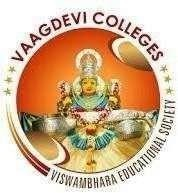 VAAGDEVI COLLEGES
VISWAMBHARA EDUCATIONAL SOCIETY